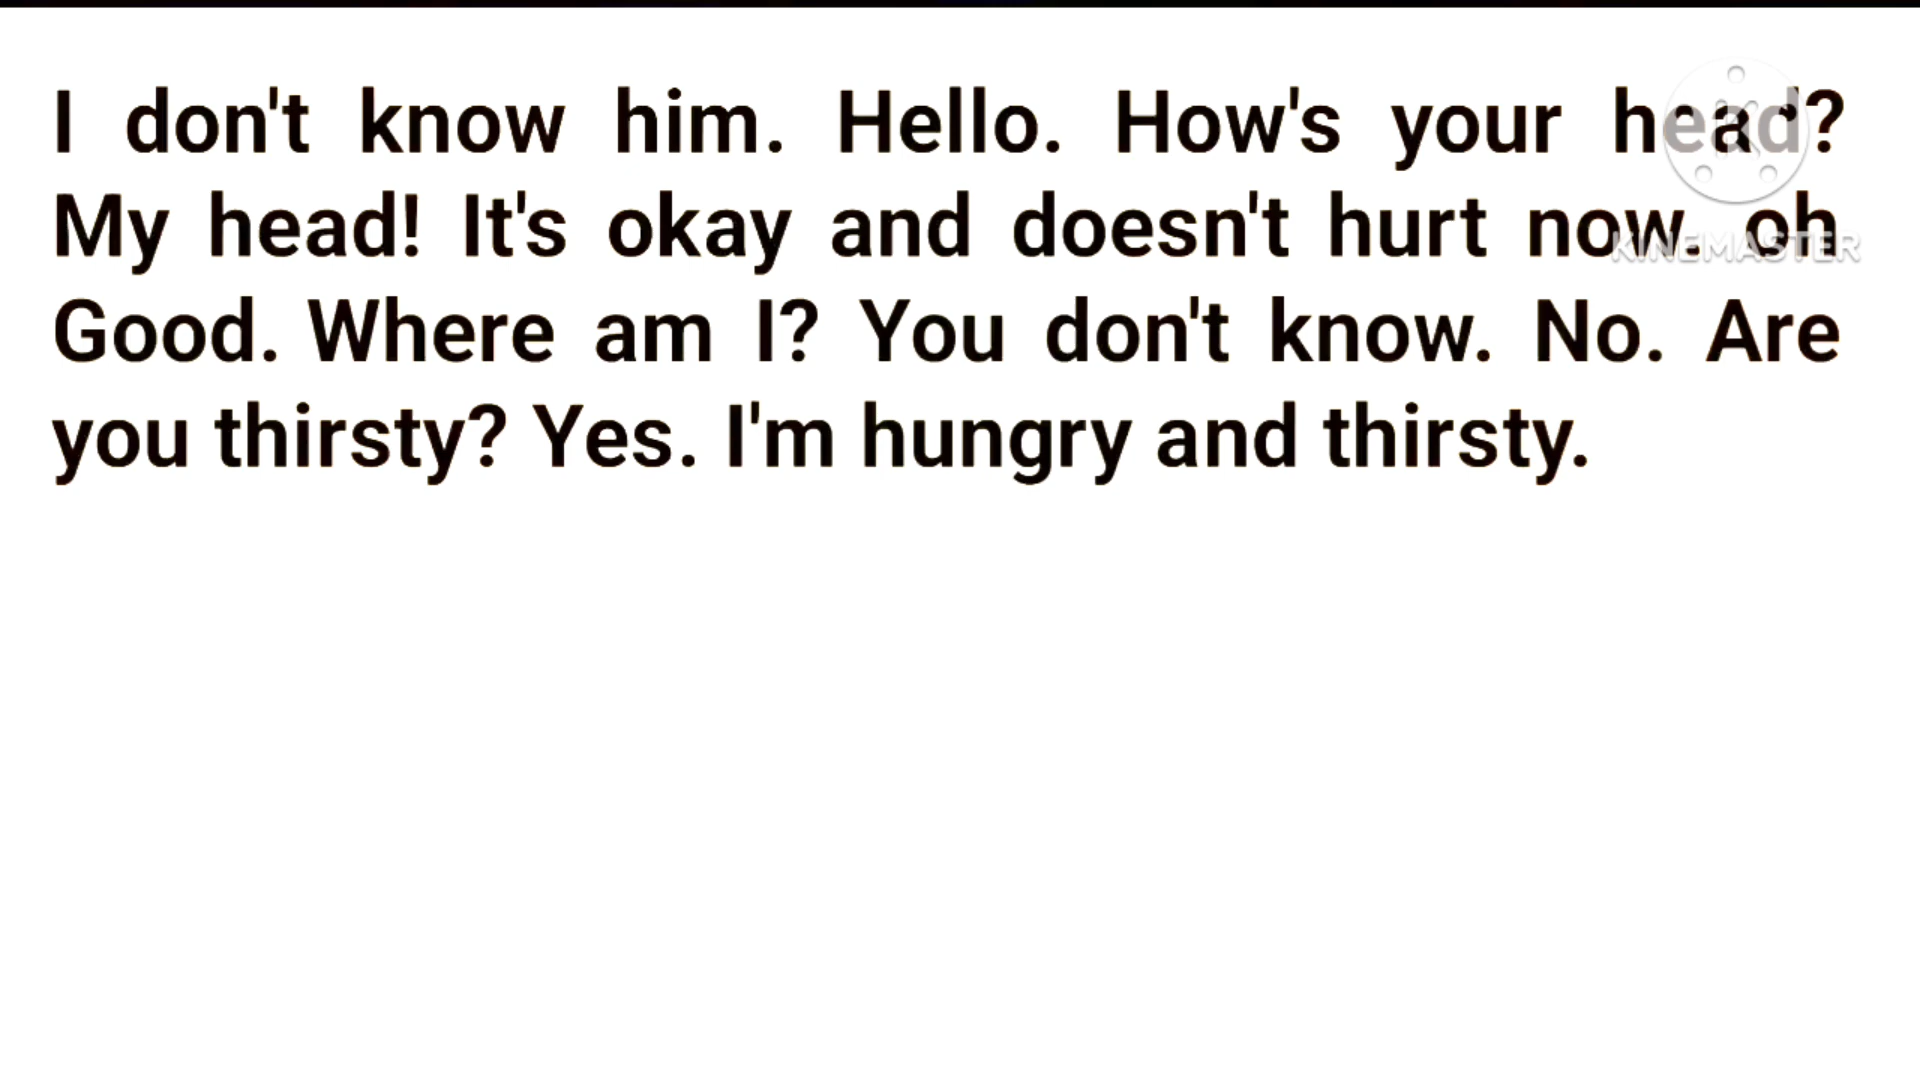 I don't know him. Hello. How's your head?
My head! It's okay and doesn't hurt now. oh
Good. Where am I? You don't know. No. Are
you thirsty? Yes. I'm hungry and thirsty.
KINEMASTER